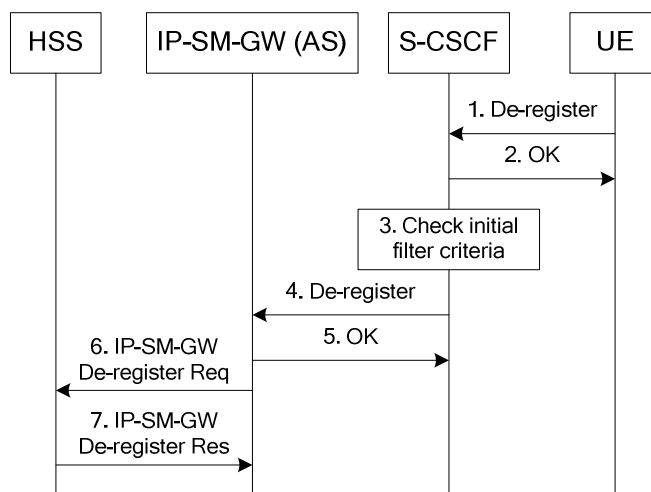 HSS
IP-SM-GW (AS)
S-CSCF
UE
1. De-register
2. OK
3. Check initial
filter criteria
4. De-register
5. OK
6. IP-SM-GW
De-register Req
7. IP-SM-GW
De-register Res